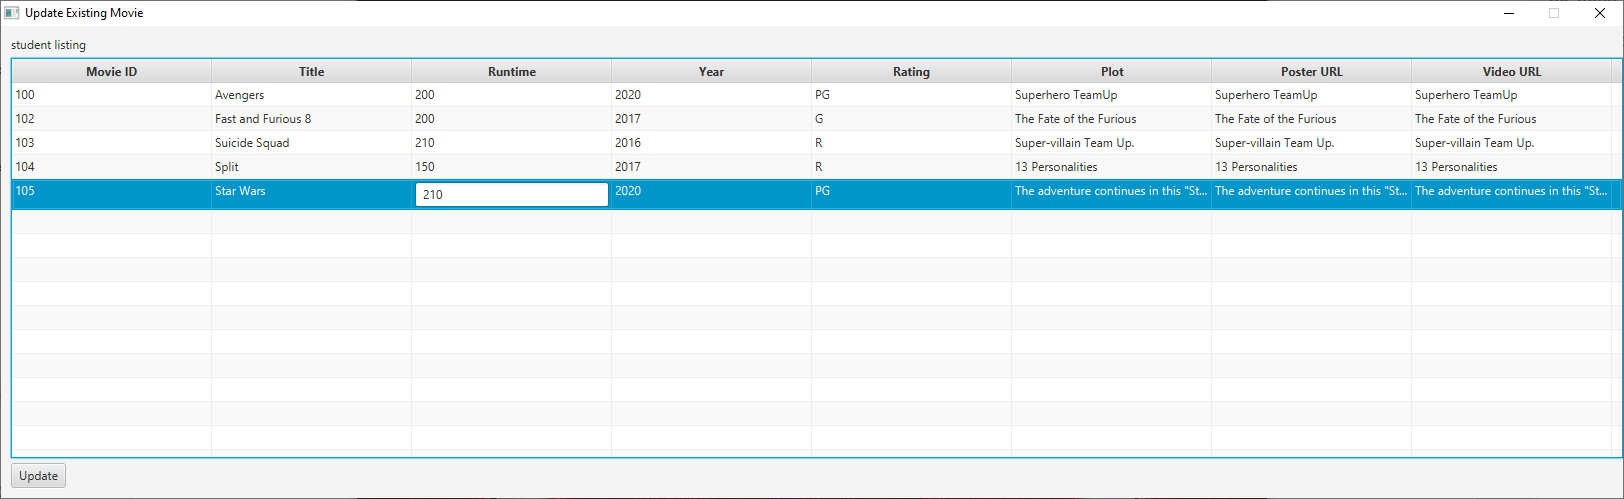 Update Existing Movie
student listing
Movie ID Title Runtime Year Rating Plot Poster URL Video URL
100 Avengers 200 2020 PG Superhero TeamUp Superhero TeamUp Superhero TeamUp
102 Fast and Furious 8 200 2017 G The Fate of the Furious The Fate of the Furious The Fate of the Furious
103 Suicide Squad 210 2016 R Super-villain Team Up. Super-villain Team Up. Super-villain Team Up.
104 Split 150 2017 R 13 Personalities 13 Personalities 13 Personalities
105 Star Wars 210 2020 PG The adventure continues in this "St... The adventure continues in this "St... The adventure continues in this "St...
Update